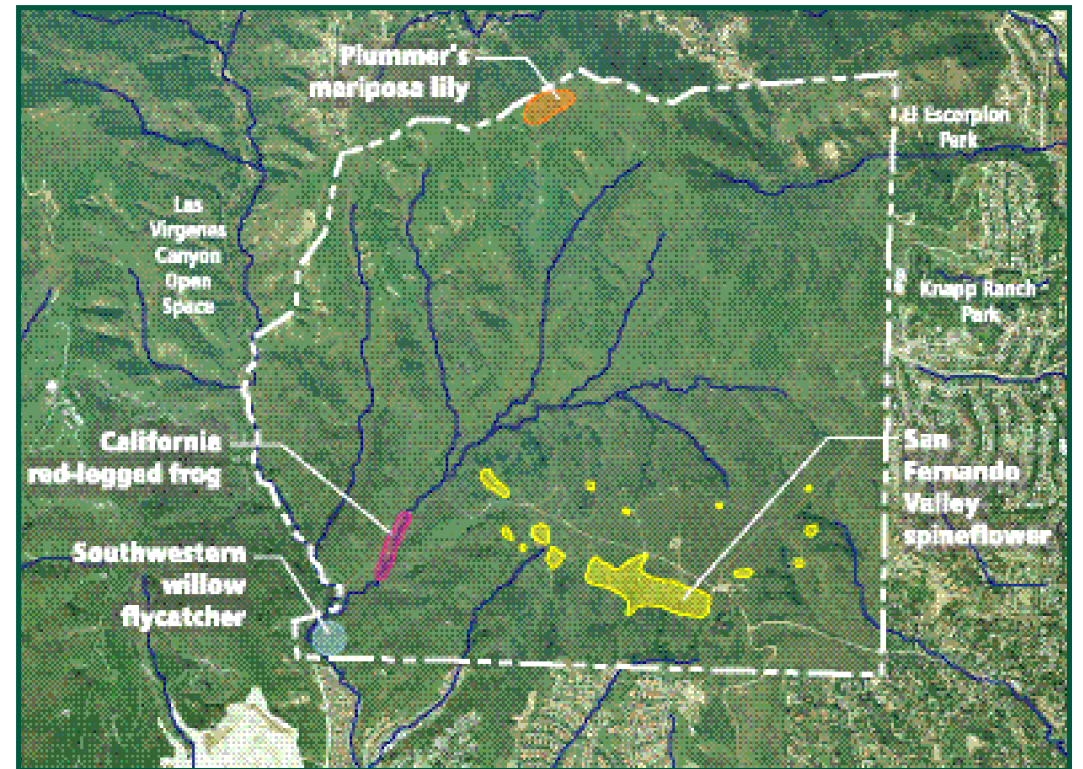 Plummer's
mariposa lily
El Escorpion
Park
Las
Virgenes
Canyon
Open
Space
Knapp Ranch
Park
California
red-legged frog
San
Fernando
Valley
spineflower
Southwestern
willow
flycatcher